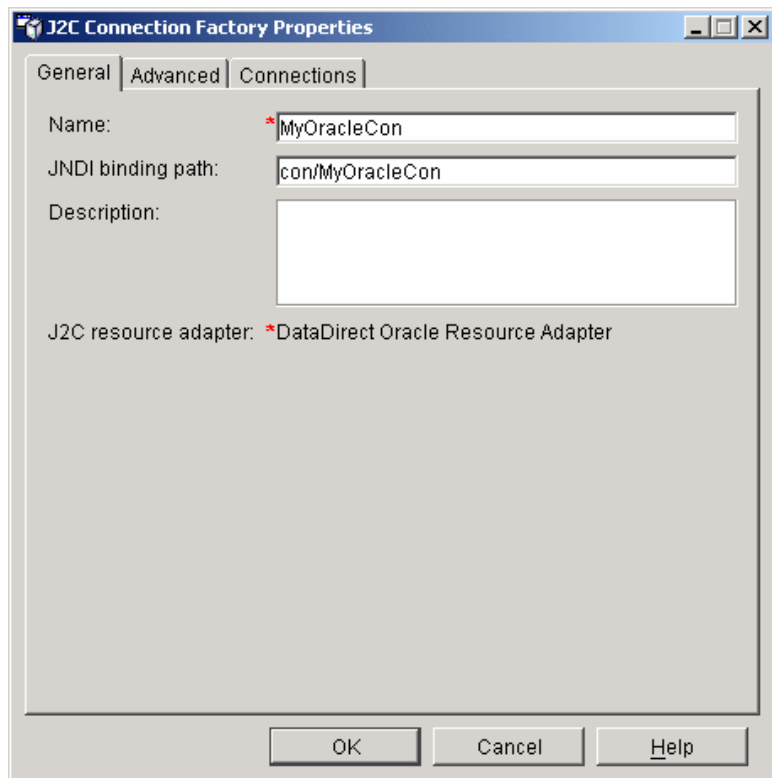 J2C Connection Factory Properties
General Advanced Connections
Name: *MyOracleCon
JNDI binding path: con/MyOracleCon
Description:
J2C resource adapter: *DataDirect Oracle Resource Adapter
OK Cancel Help